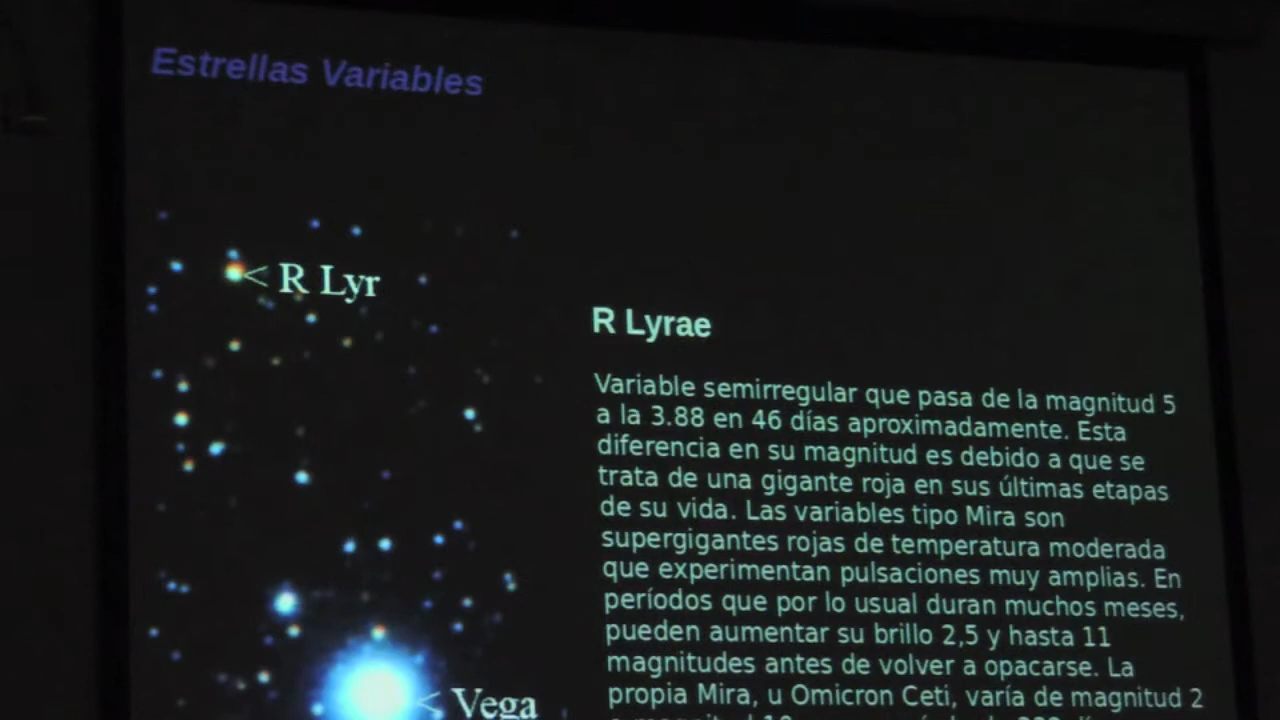 Estrellas Variables
< R Lyr
R Lyrae
Variable semirregular que pasa de la magnitud 5
a la 3.88 en 46 días aproximadamente. Esta
diferencia en su magnitud es debido a que se
trata de una gigante roja en sus últimas etapas
de su vida. Las variables tipo Mira son
supergigantes rojas de temperatura moderada
que experimentan pulsaciones muy amplias. En
períodos que por lo usual duran muchos meses,
pueden aumentar su brillo 2,5 y hasta 11
magnitudes antes de volver a opacarse. La
propia Mira, u Omicron Ceti, varía de magnitud 2
< Vega